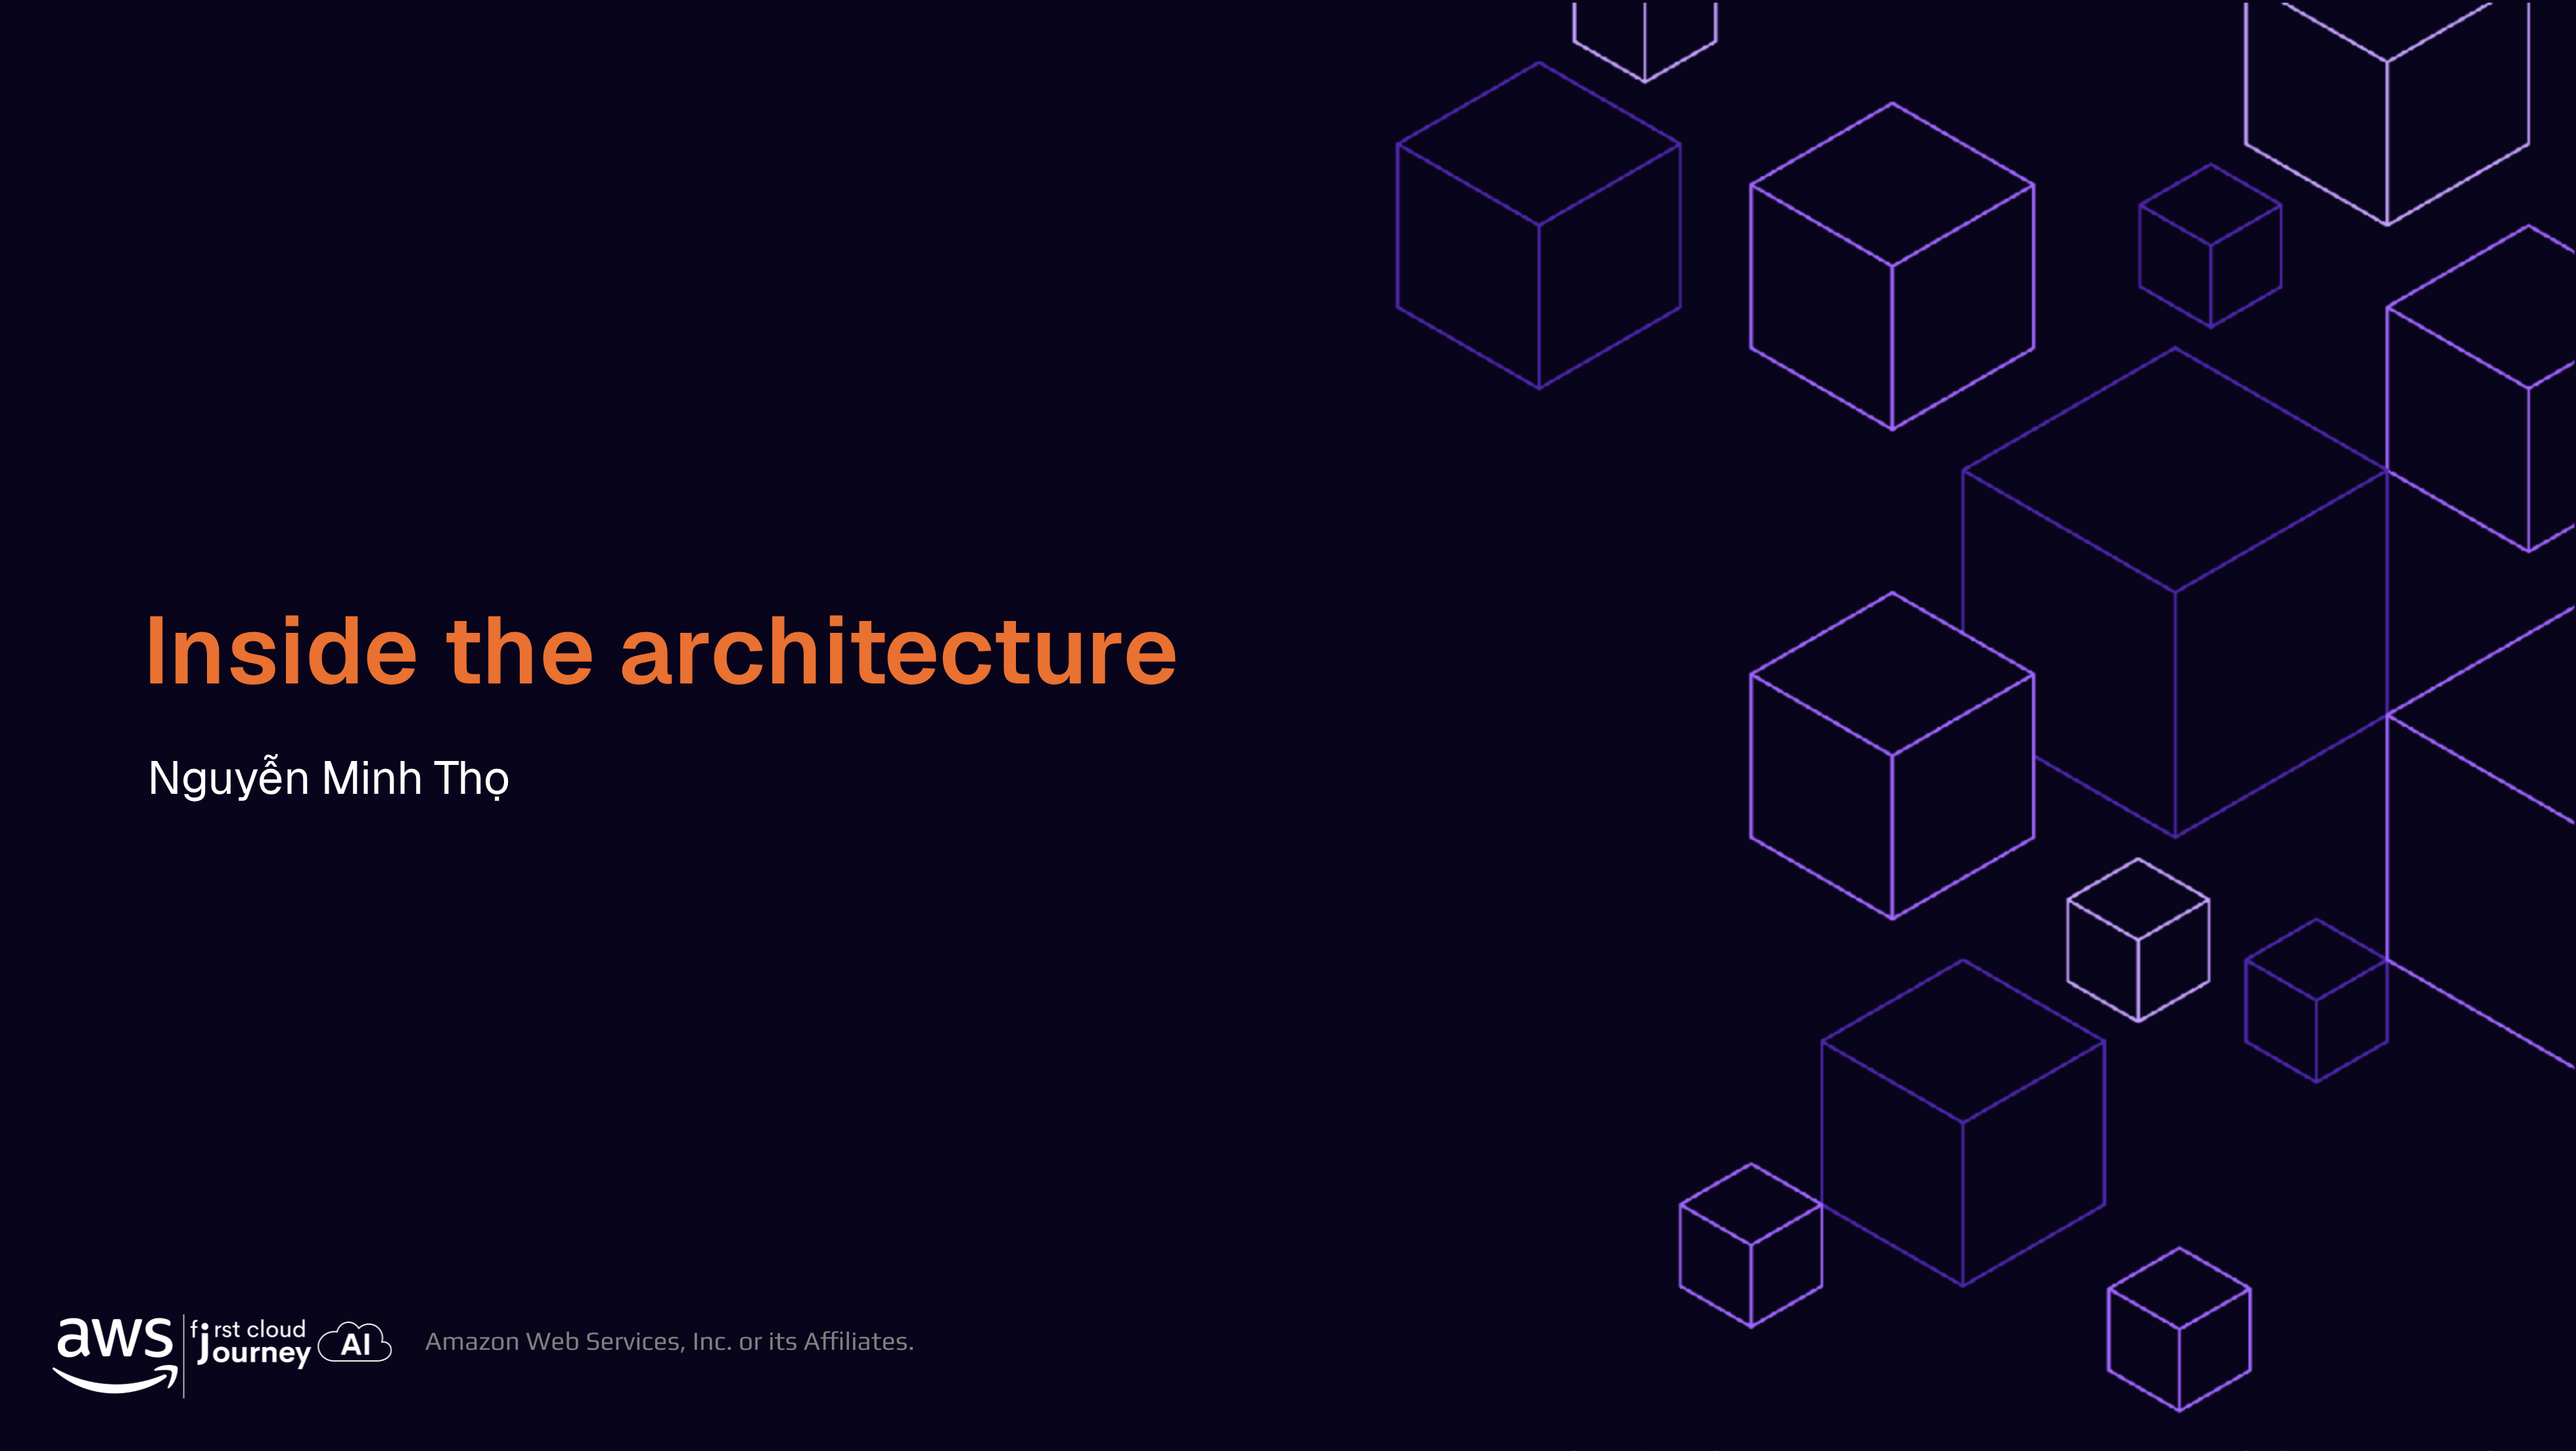 Inside the architecture
Nguyễn Minh Thọ
aws
first cloud
journey
AI
Amazon Web Services, Inc. or its Affiliates.